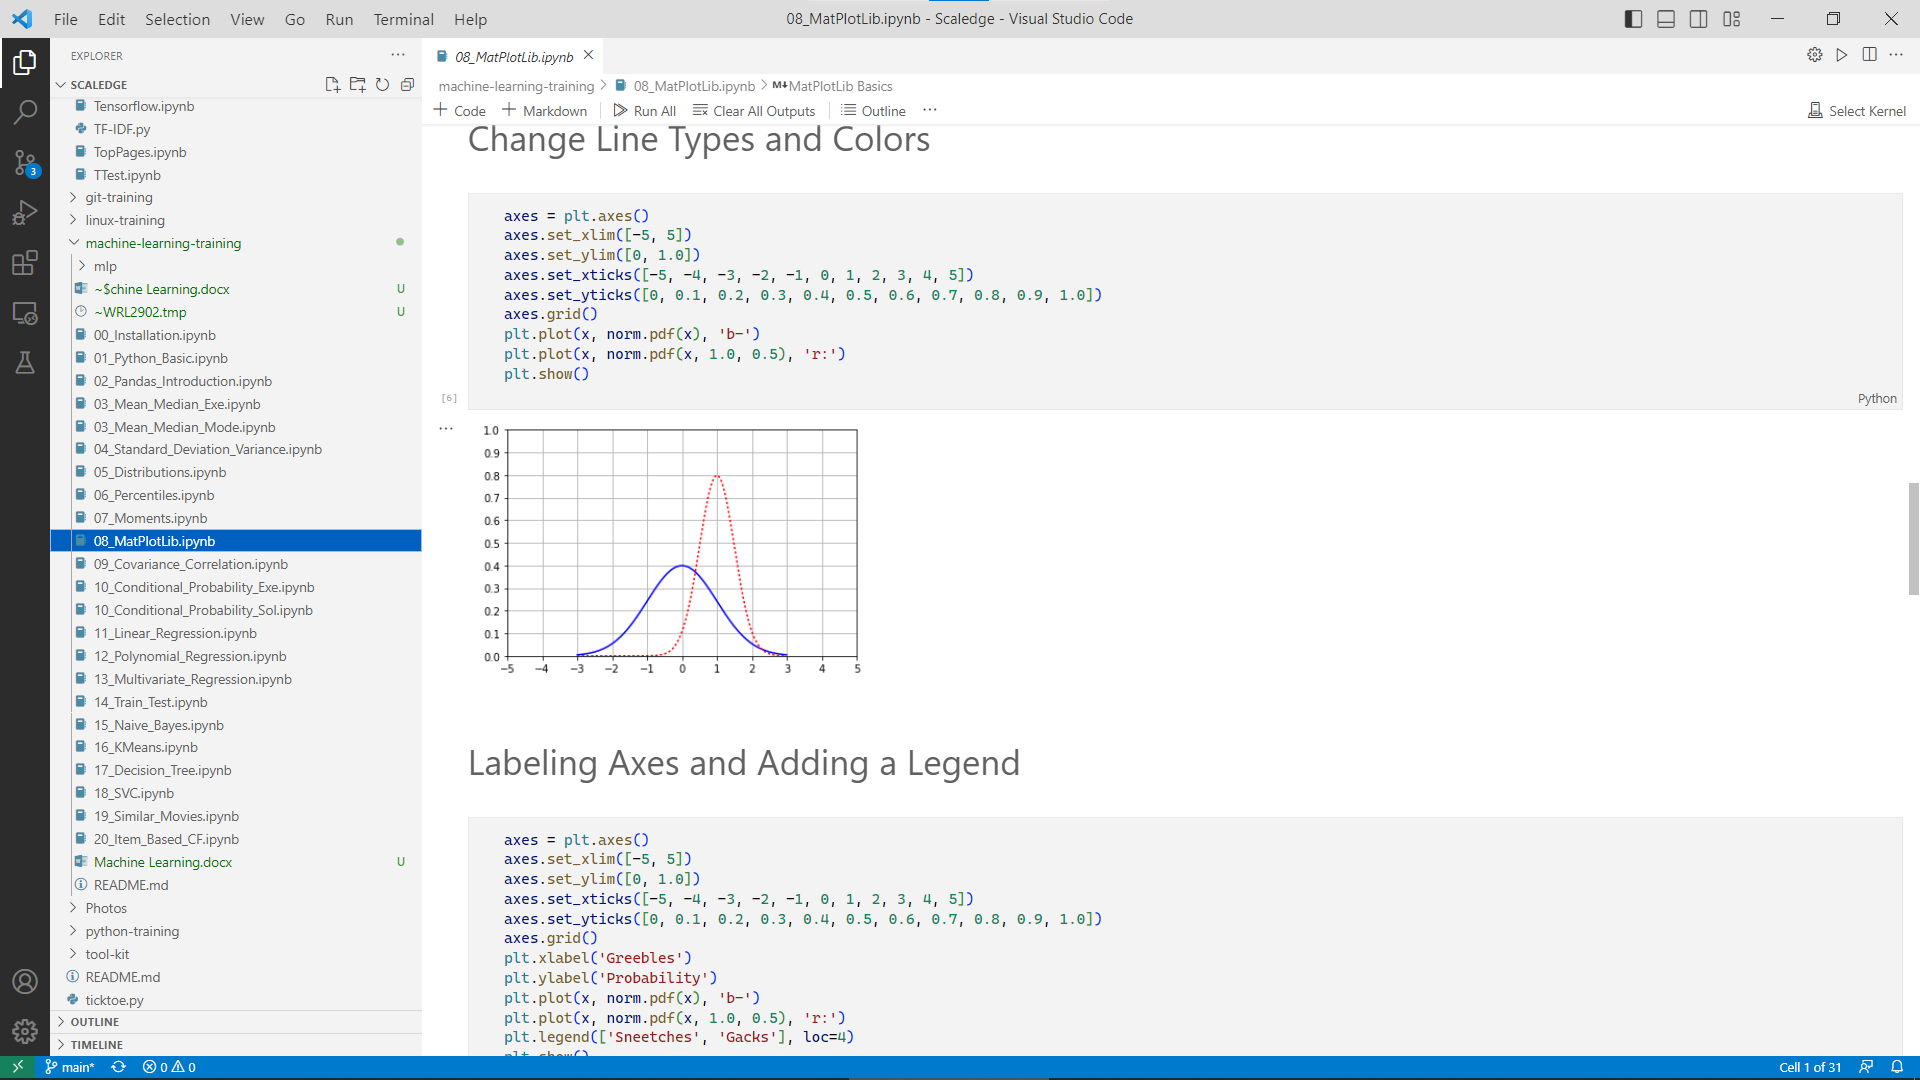 File Edit Selection View Go Run Terminal Help
08_MatPlotLib.ipynb - Scaledge - Visual Studio Code
EXPLORER
SCALEDGE
Tensorflow.ipynb
TF-IDF.py
TopPages.ipynb
TTest.ipynb
git-training
linux-training
machine-learning-training
mlp
~$chine Learning.docx U
~WRL2902.tmp U
00_Installation.ipynb
01_Python_Basic.ipynb
02_Pandas_Introduction.ipynb
03_Mean_Median_Exe.ipynb
03_Mean_Median_Mode.ipynb
04_Standard_Deviation_Variance.ipynb
05_Distributions.ipynb
06_Percentiles.ipynb
07_Moments.ipynb
08_MatPlotLib.ipynb
09_Covariance_Correlation.ipynb
10_Conditional_Probability_Exe.ipynb
10_Conditional_Probability_Sol.ipynb
11_Linear_Regression.ipynb
12_Polynomial_Regression.ipynb
13_Multivariate_Regression.ipynb
14_Train_Test.ipynb
15_Naive_Bayes.ipynb
16_KMeans.ipynb
17_Decision_Tree.ipynb
18_SVC.ipynb
19_Similar_Movies.ipynb
20_Item_Based_CF.ipynb
Machine Learning.docx U
README.md
Photos
python-training
tool-kit
README.md
ticktoe.py
OUTLINE
TIMELINE
3
08_MatPlotLib.ipynb
machine-learning-training > 08_MatPlotLib.ipynb > M↓MatPlotLib Basics
+ Code + Markdown Run All Clear All Outputs Outline ··· Select Kernel
Change Line Types and Colors
axes = plt.axes()
axes.set_xlim([-5, 5])
axes.set_ylim([0, 1.0])
axes.set_xticks([-5, -4, -3, -2, -1, 0, 1, 2, 3, 4, 5])
axes.set_yticks([0, 0.1, 0.2, 0.3, 0.4, 0.5, 0.6, 0.7, 0.8, 0.9, 1.0])
axes.grid()
plt.plot(x, norm.pdf(x), 'b-')
plt.plot(x, norm.pdf(x, 1.0, 0.5), 'r:')
plt.show()
[6]
Python
1.0
0.9
0.8
0.7
0.6
0.5
0.4
0.3
0.2
0.1
0.0
-5 -4 -3 -2 -1 0 1 2 3 4 5
Labeling Axes and Adding a Legend
axes = plt.axes()
axes.set_xlim([-5, 5])
axes.set_ylim([0, 1.0])
axes.set_xticks([-5, -4, -3, -2, -1, 0, 1, 2, 3, 4, 5])
axes.set_yticks([0, 0.1, 0.2, 0.3, 0.4, 0.5, 0.6, 0.7, 0.8, 0.9, 1.0])
axes.grid()
plt.xlabel('Greebles')
plt.ylabel('Probability')
plt.plot(x, norm.pdf(x), 'b-')
plt.plot(x, norm.pdf(x, 1.0, 0.5), 'r:')
plt.legend(['Sneetches', 'Gacks'], loc=4)
plt.show()
main* 0 0 Cell 1 of 31